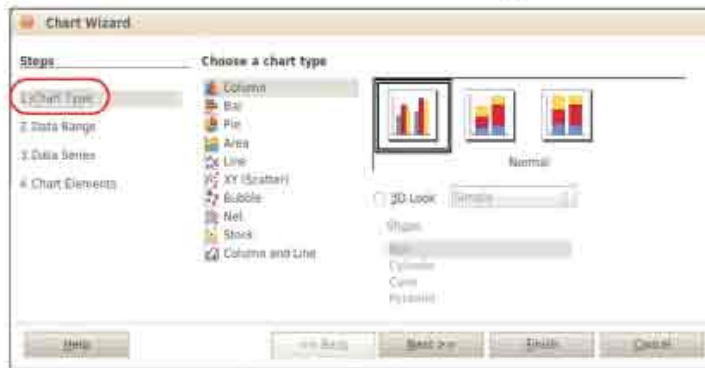 Chart Wizard
Steps
1.Chart Type
2.Data Range
3.Data Series
4.Chart Elements
Choose a chart type
Column
Bar
Pie
Area
Line
XY (Scatter)
Bubble
Net
Stock
Column and Line
Normal
3D Look
Simple
Shape
Box
Cylinder
Cone
Pyramid
Help
<< Back
Next >>
Finish
Cancel